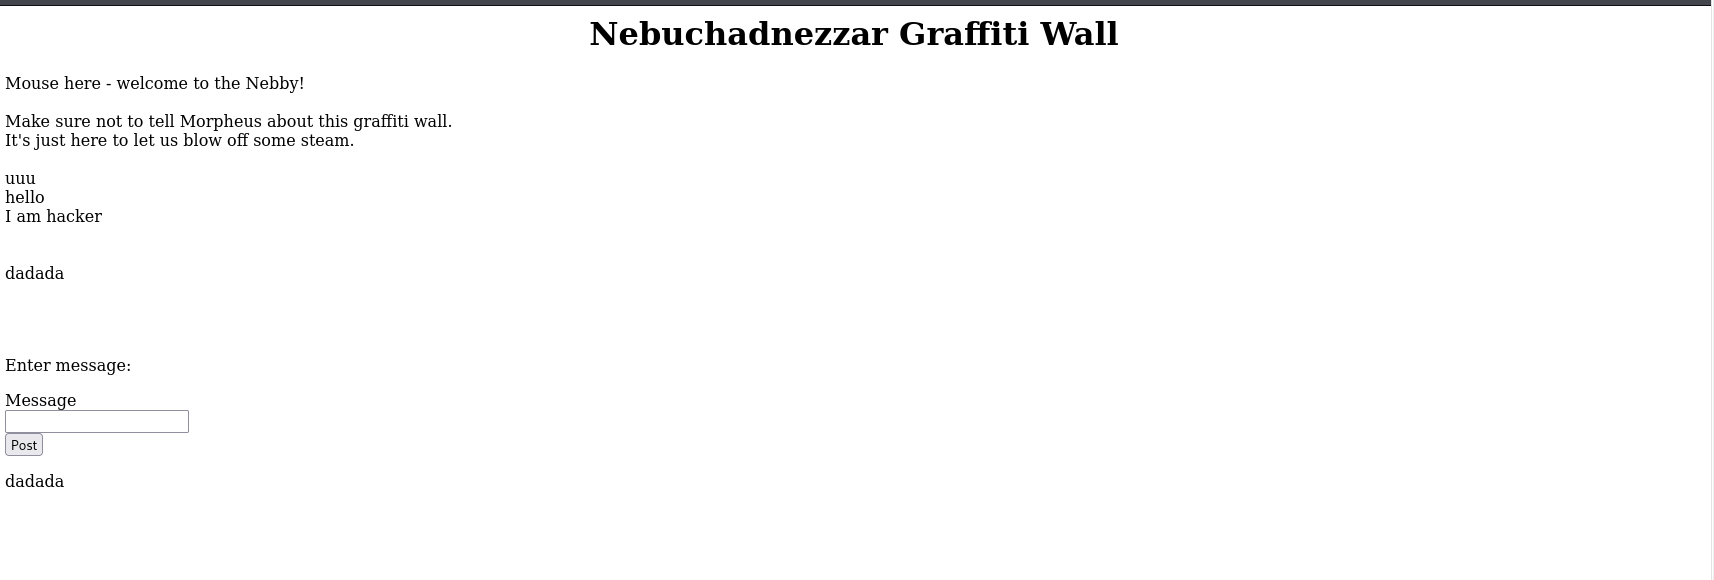 Nebuchadnezzar Graffiti Wall
Mouse here - welcome to the Nebby!
Make sure not to tell Morpheus about this graffiti wall.
It's just here to let us blow off some steam.
uuu
hello
I am hacker
dadada
Enter message:
Message
Post
dadada